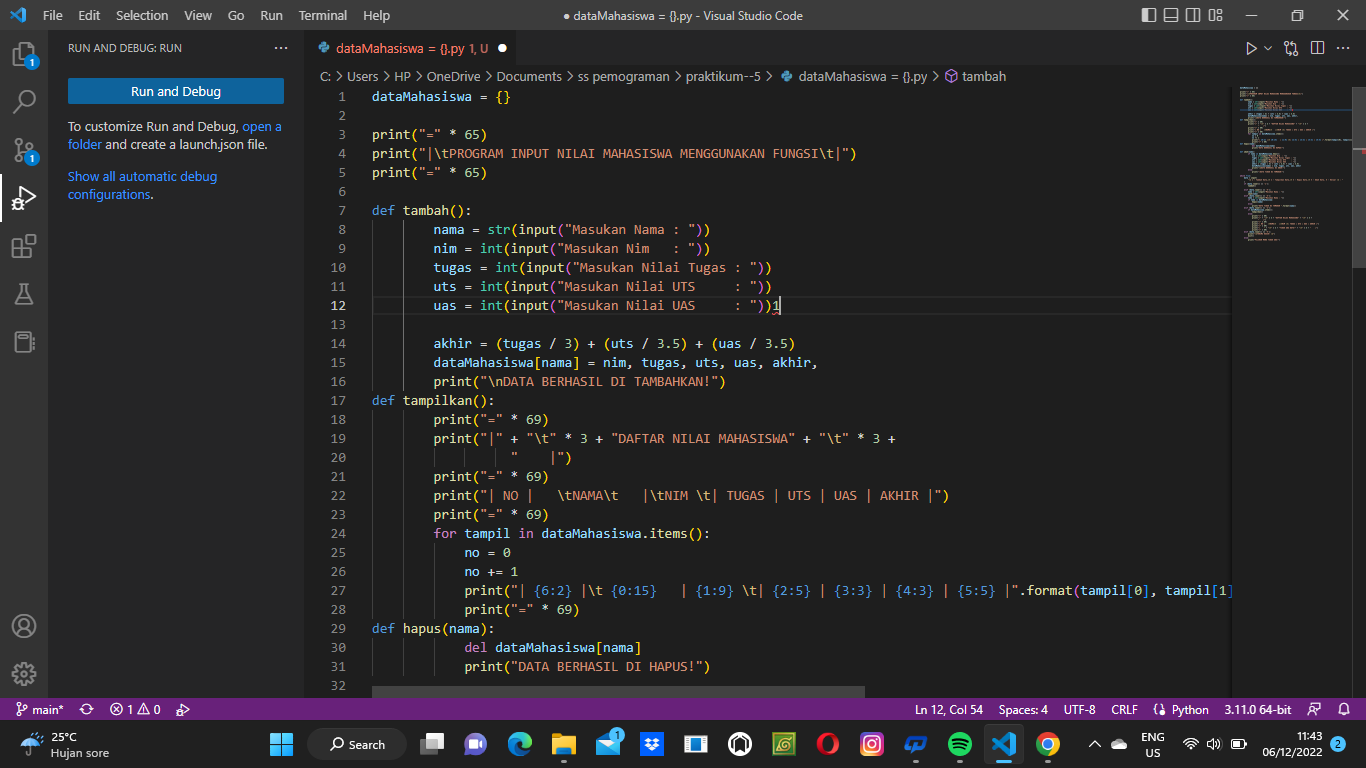 File Edit Selection View Go Run Terminal Help
● dataMahasiswa = {}.py - Visual Studio Code
RUN AND DEBUG: RUN
Run and Debug
To customize Run and Debug, open a
folder and create a launch.json file.
Show all automatic debug
configurations.
dataMahasiswa = {}.py 1, U ●
C: > Users > HP > OneDrive > Documents > ss pemograman > praktikum--5 > dataMahasiswa = {}.py > tambah
1 dataMahasiswa = {}
2
3 print("=" * 65)
4 print("|\tPROGRAM INPUT NILAI MAHASISWA MENGGUNAKAN FUNGSI\t|")
5 print("=" * 65)
6
7 def tambah():
8         nama = str(input("Masukan Nama : "))
9         nim = int(input("Masukan Nim   : "))
10         tugas = int(input("Masukan Nilai Tugas : "))
11         uts = int(input("Masukan Nilai UTS     : "))
12         uas = int(input("Masukan Nilai UAS     : "))1
13
14         akhir = (tugas / 3) + (uts / 3.5) + (uas / 3.5)
15         dataMahasiswa[nama] = nim, tugas, uts, uas, akhir,
16         print("\nDATA BERHASIL DI TAMBAHKAN!")
17 def tampilkan():
18         print("=" * 69)
19         print("|" + "\t" * 3 + "DAFTAR NILAI MAHASISWA" + "\t" * 3 +
20                   "    |")
21         print("=" * 69)
22         print("| NO |   \tNAMA\t   |\tNIM \t| TUGAS | UTS | UAS | AKHIR |")
23         print("=" * 69)
24         for tampil in dataMahasiswa.items():
25             no = 0
26             no += 1
27             print("| {6:2} |\t {0:15}   | {1:9} \t| {2:5} | {3:3} | {4:3} | {5:5} |".format(tampil[0], tampil[1]
28             print("=" * 69)
29 def hapus(nama):
30             del dataMahasiswa[nama]
31             print("DATA BERHASIL DI HAPUS!")
32
main* 1 0 Ln 12, Col 54 Spaces: 4 UTF-8 CRLF Python 3.11.0 64-bit
25°C
Hujan sore
Search
1
ENG
US
11:43
06/12/2022
2